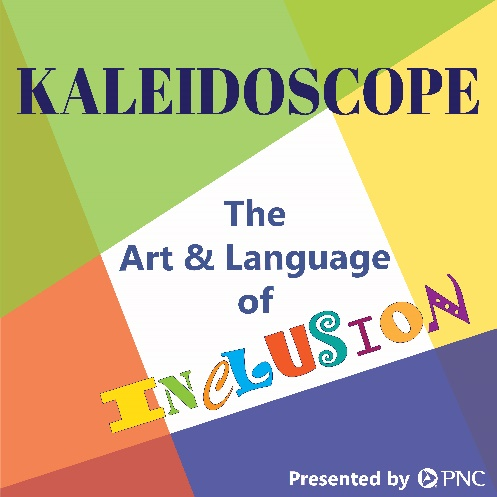 KALEIDOSCOPE
The
Art & Language
of
INCLUSION
Presented by PNC